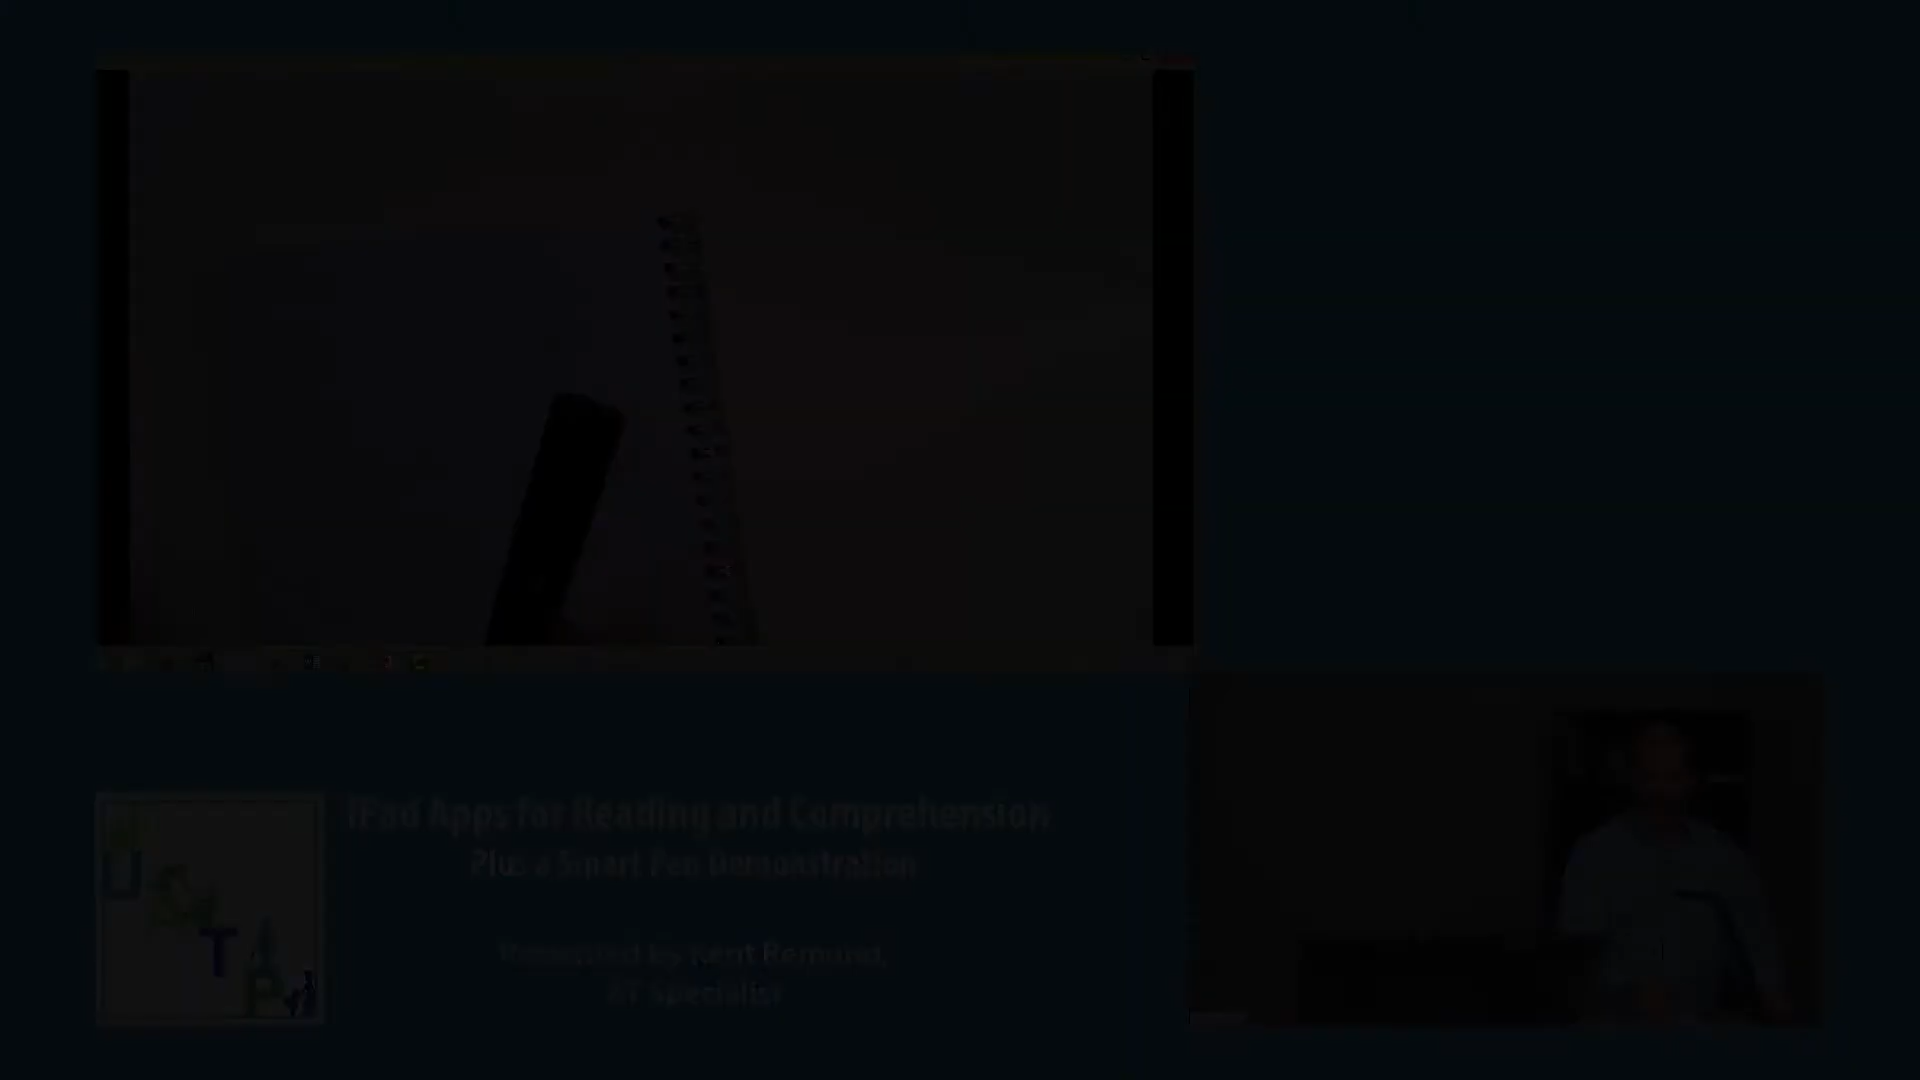 iPad Apps for Reading and Comprehension
Plus a Smart Pen Demonstration
Presented by Kent Remund,
AT Specialist